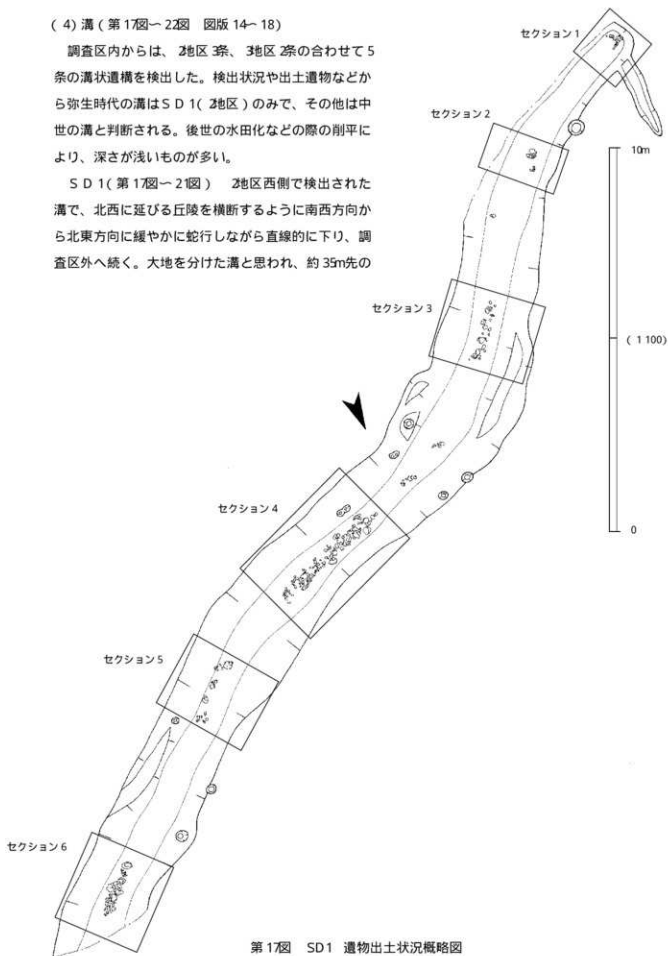 (4)溝(第17図〜22図 図版14〜18)
調査区内からは、2地区3条、3地区2条の合わせて5
条の溝状遺構を検出した。検出状況や出土遺物などか
ら弥生時代の溝はSD1(2地区)のみで、その他は中
世の溝と判断される。後世の水田化などの際の削平に
より、深さが浅いものが多い。
SD1(第17図〜21図) 2地区西側で検出された
溝で、北西に延びる丘陵を横断するように南西方向か
ら北東方向に緩やかに蛇行しながら直線的に下り、調
査区外へ続く。大地を分けた溝と思われ、約35m先の
セクション1
セクション2
10m
セクション3
(1 100)
セクション4
0
セクション5
セクション6
第17図 SD1 遺物出土状況概略図